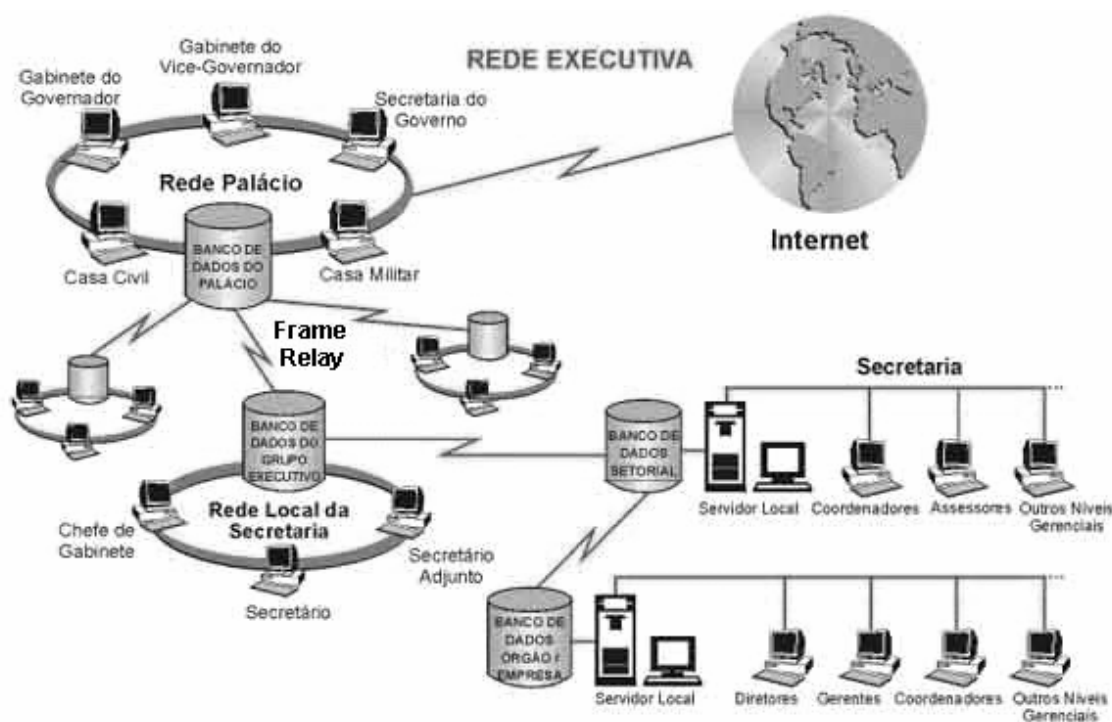 REDE EXECUTIVA
Gabinete do
Vice-Governador
Gabinete do
Governador
Secretaria do
Governo
Rede Palácio
BANCO DE
DADOS DO
PALÁCIO
Casa Civil
Casa Militar
Internet
Frame
Relay
BANCO DE
DADOS DO
GRUPO
EXECUTIVO
Rede Local da
Secretaria
Chefe de
Gabinete
Secretário
Secretário
Adjunto
Secretaria
BANCO DE
DADOS
SETORIAL
Servidor Local
Coordenadores
Assessores
Outros Níveis
Gerenciais
BANCO DE
DADOS
ÓRGÃO /
EMPRESA
Servidor Local
Diretores
Gerentes
Coordenadores
Outros Níveis
Gerenciais